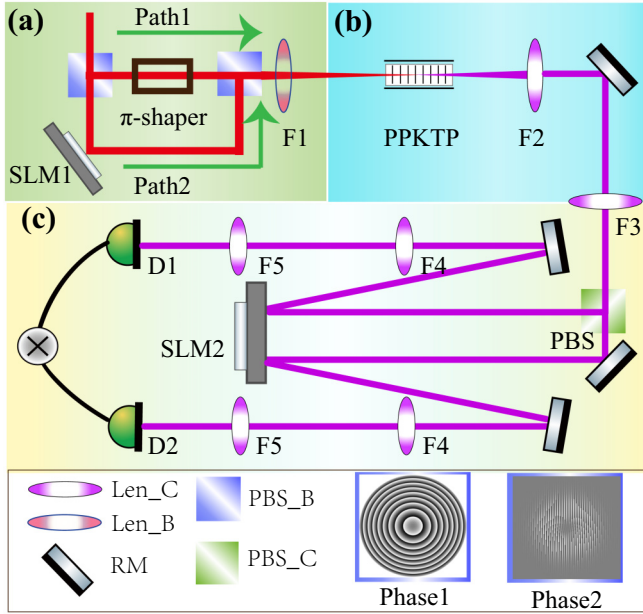 (a)
Path1
π-shaper
F1
SLM1
Path2
(b)
PPKTP
F2
F3
(c)
D1
F5
F4
SLM2
PBS
D2
F5
F4
Len_C
PBS_B
Len_B
RM
PBS_C
Phase1
Phase2